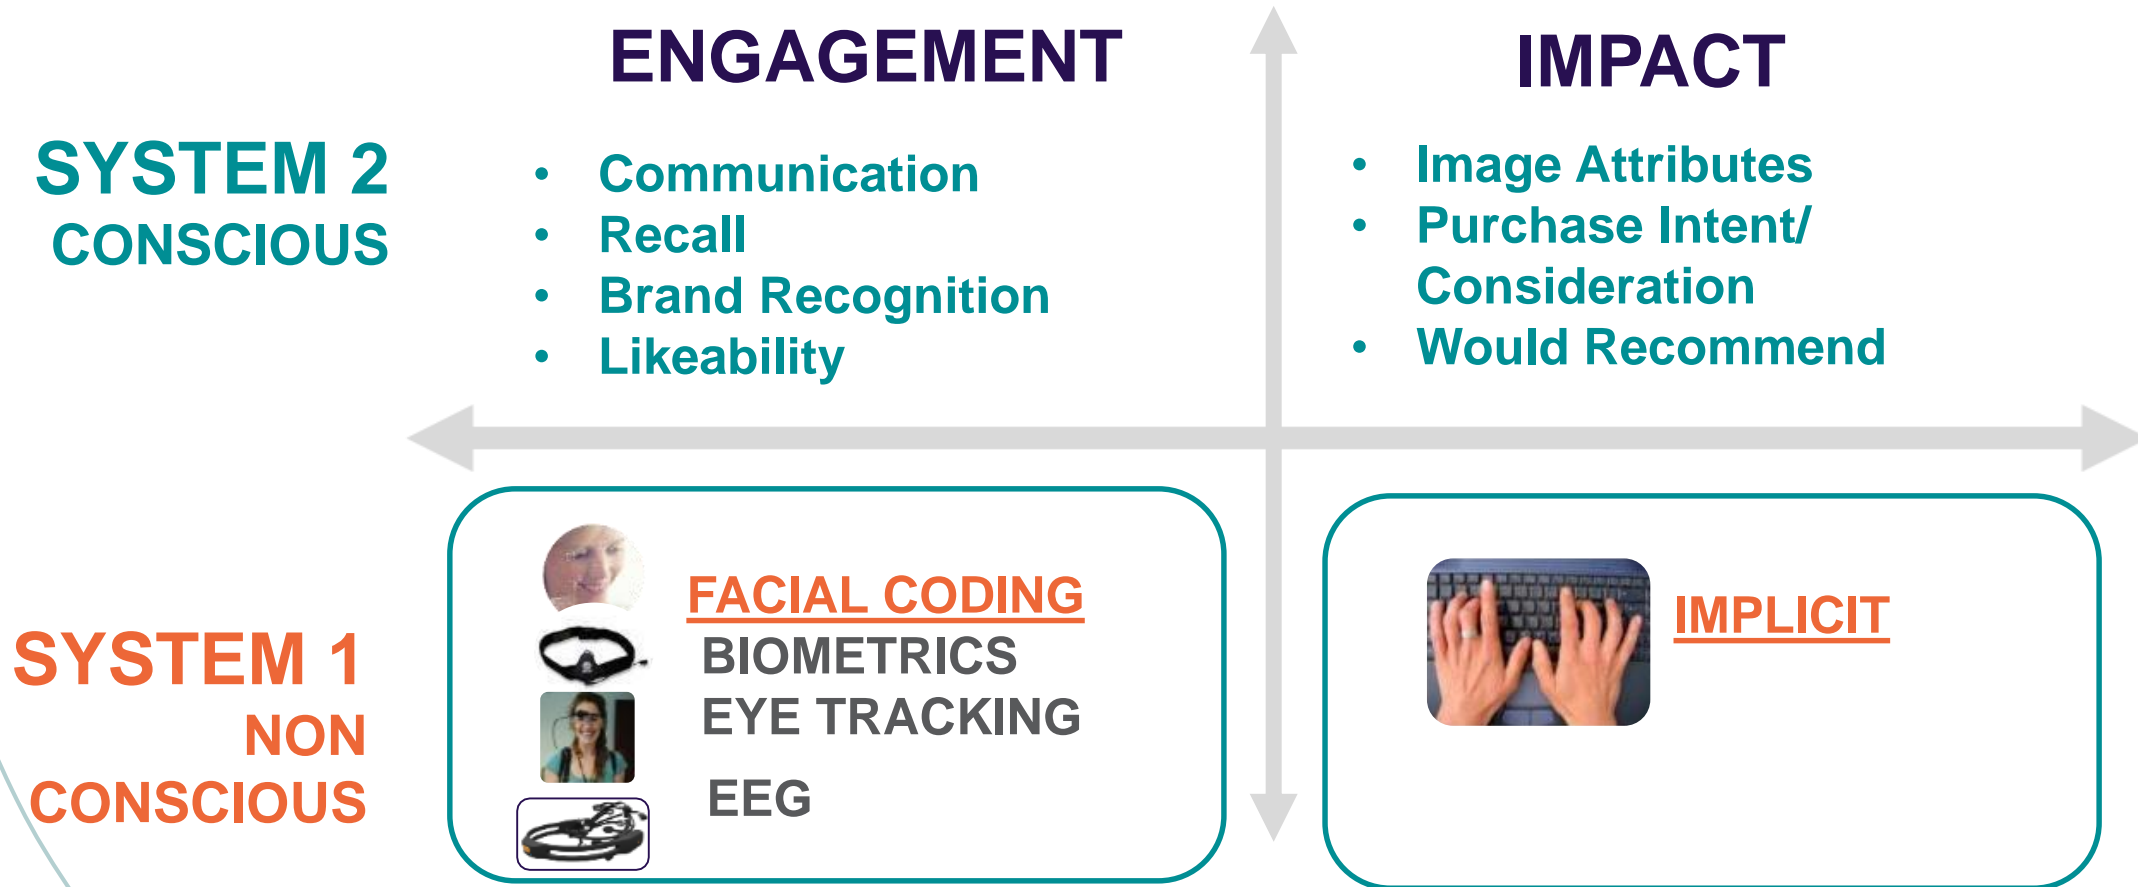 ENGAGEMENT
IMPACT
SYSTEM 2
CONSCIOUS
• Communication
• Recall
• Brand Recognition
• Likeability
• Image Attributes
• Purchase Intent/
Consideration
• Would Recommend
SYSTEM 1
NON
CONSCIOUS
FACIAL CODING
BIOMETRICS
EYE TRACKING
EEG
IMPLICIT